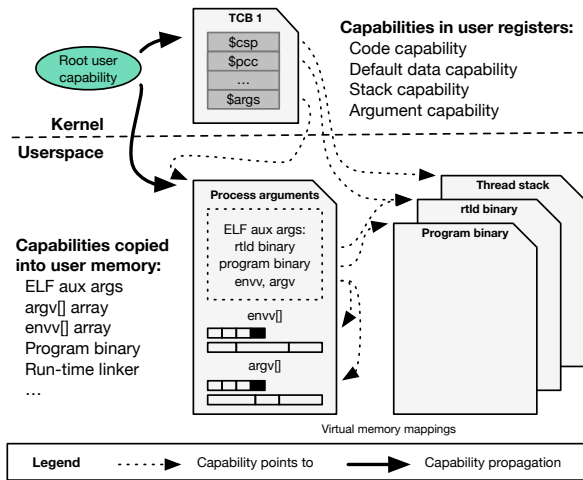 TCB 1
$csp
$pcc
...
$args
Root user
capability
Capabilities in user registers:
Code capability
Default data capability
Stack capability
Argument capability
Kernel
Userspace
Process arguments
ELF aux args:
rtld binary
program binary
envv, argv
envv[]
argv[]
Thread stack
rtld binary
Program binary
Capabilities copied
into user memory:
ELF aux args
argv[] array
envv[] array
Program binary
Run-time linker
...
Virtual memory mappings
Legend
Capability points to
Capability propagation